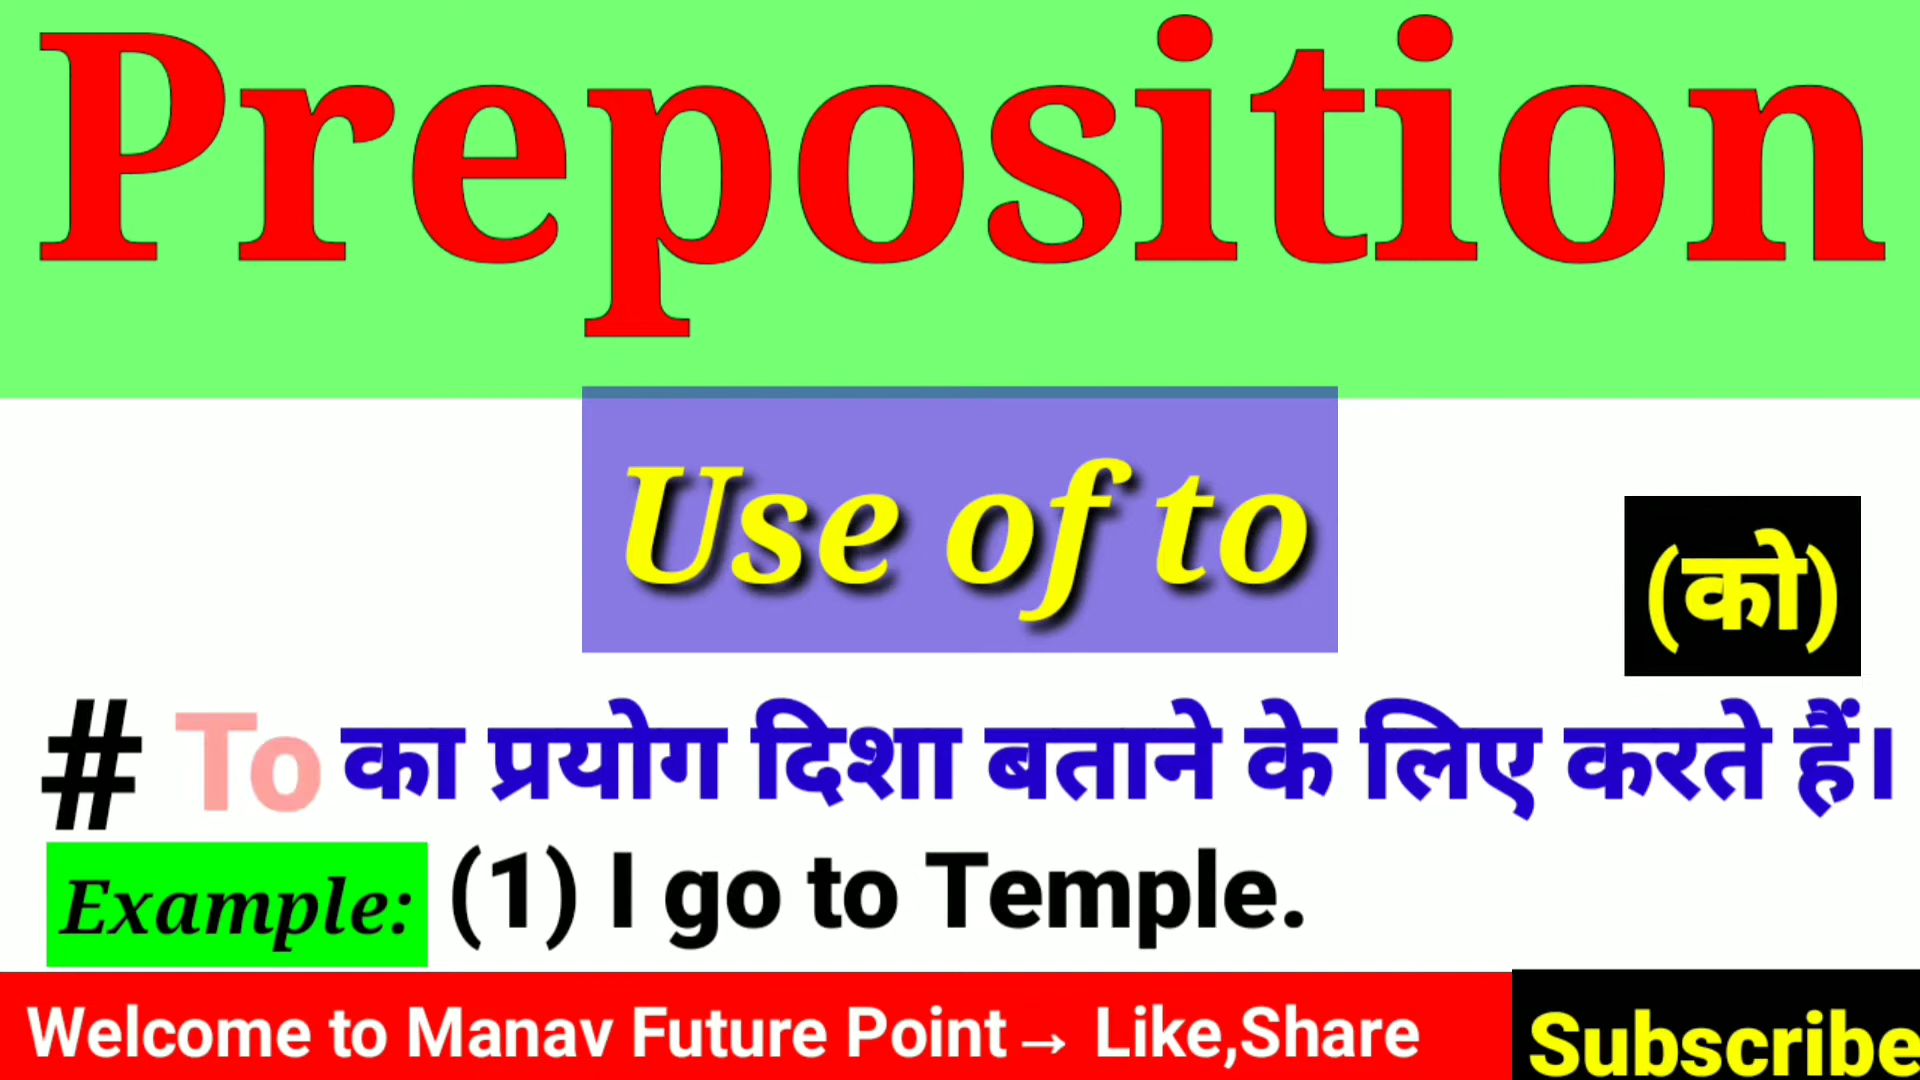 Preposition
Use of to
(को)
# To का प्रयोग दिशा बताने के लिए करते हैं।
Example: (1) I go to Temple.
Welcome to Manav Future Point→ Like,Share Subscribe